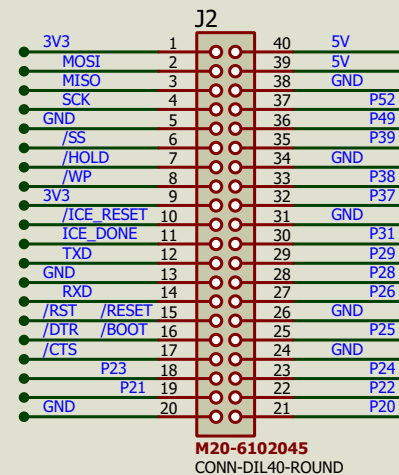 J2
3V3 1 40 5V
MOSI 2 39 5V
MISO 3 38 GND
SCK 4 37 P52
GND 5 36 P49
/SS 6 35 P39
/HOLD 7 34 GND
/WP 8 33 P38
3V3 9 32 P37
/ICE_RESET 10 31 GND
ICE_DONE 11 30 P31
TXD 12 29 P29
GND 13 28 P28
RXD 14 27 P26
/RST /RESET 15 26 GND
/DTR /BOOT 16 25 P25
/CTS 17 24 GND
P23 18 23 P24
P21 19 22 P22
GND 20 21 P20
M20-6102045
CONN-DIL40-ROUND